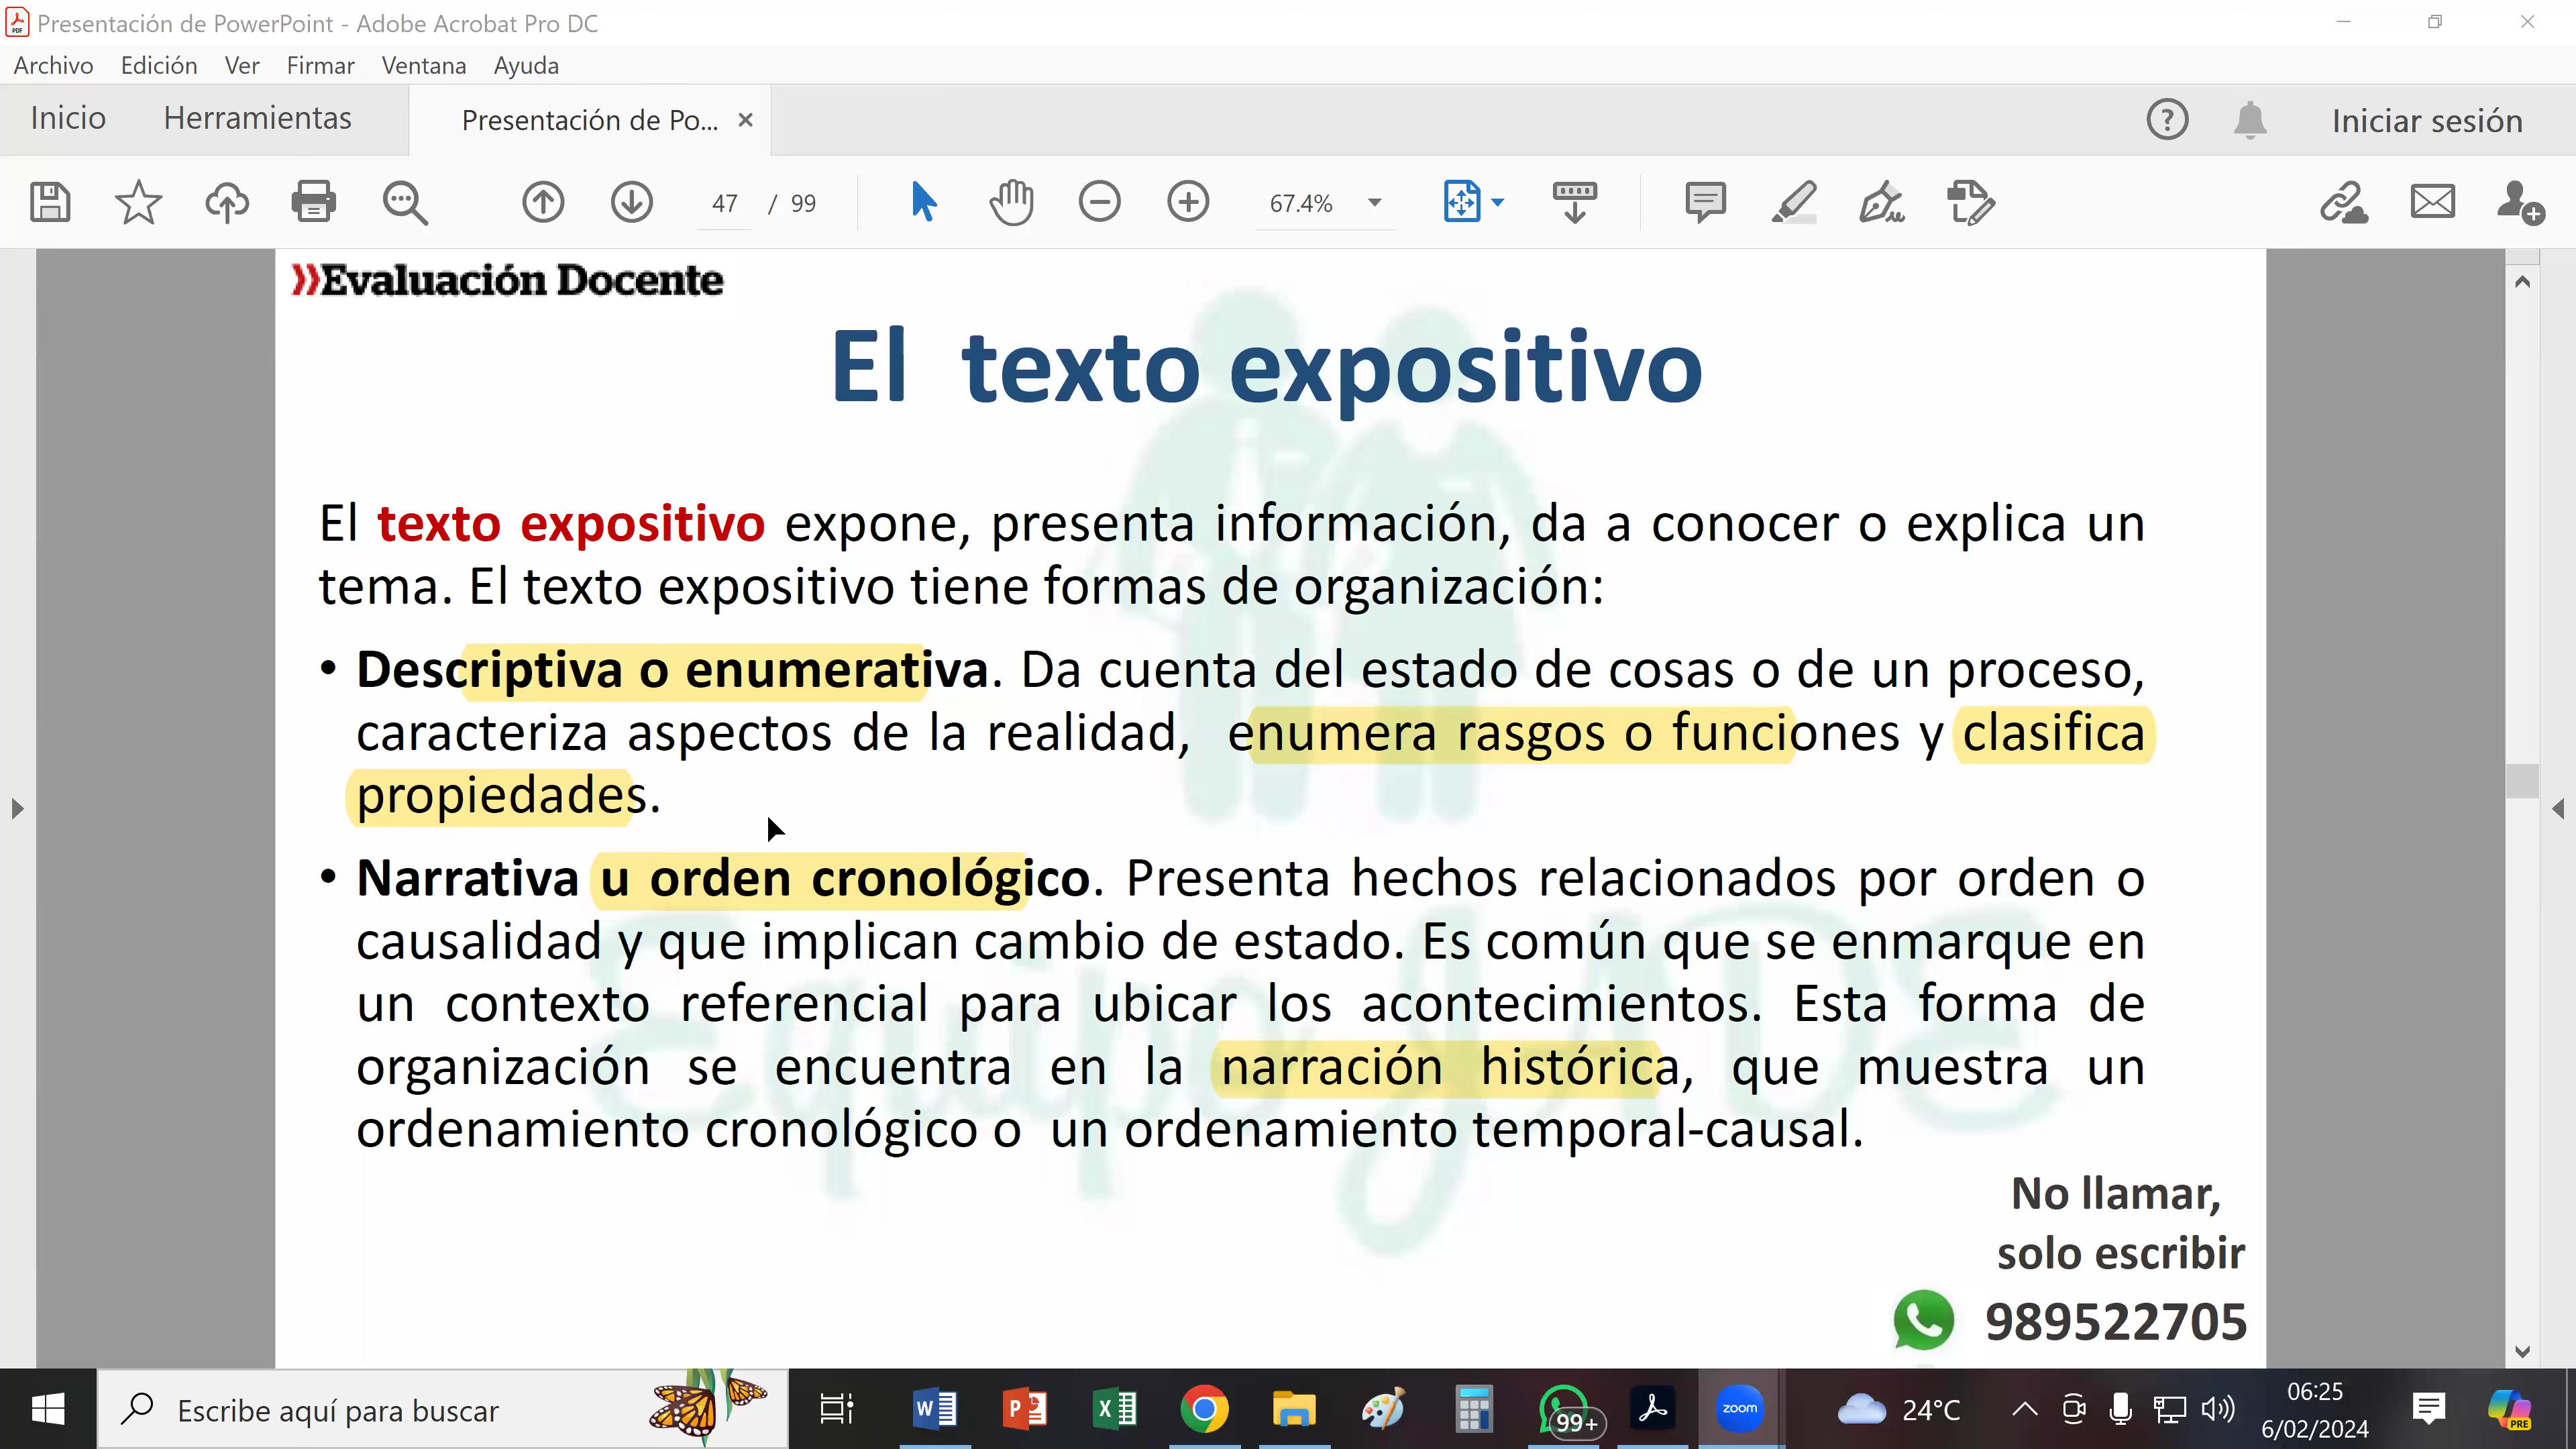 Presentación de PowerPoint - Adobe Acrobat Pro DC
Archivo Edición Ver Firmar Ventana Ayuda
Inicio Herramientas Presentación de Po... × Iniciar sesión
47 / 99 67.4%
»Evaluación Docente
El texto expositivo
El texto expositivo expone, presenta información, da a conocer o explica un
tema. El texto expositivo tiene formas de organización:
• Descriptiva o enumerativa. Da cuenta del estado de cosas o de un proceso,
caracteriza aspectos de la realidad, enumera rasgos o funciones y clasifica
propiedades.
• Narrativa u orden cronológico. Presenta hechos relacionados por orden o
causalidad y que implican cambio de estado. Es común que se enmarque en
un contexto referencial para ubicar los acontecimientos. Esta forma de
organización se encuentra en la narración histórica, que muestra un
ordenamiento cronológico o un ordenamiento temporal-causal.
Equipo JADE
No llamar,
solo escribir
989522705
Escribe aquí para buscar
99+
zoom
24°C
06:25
6/02/2024
PRE